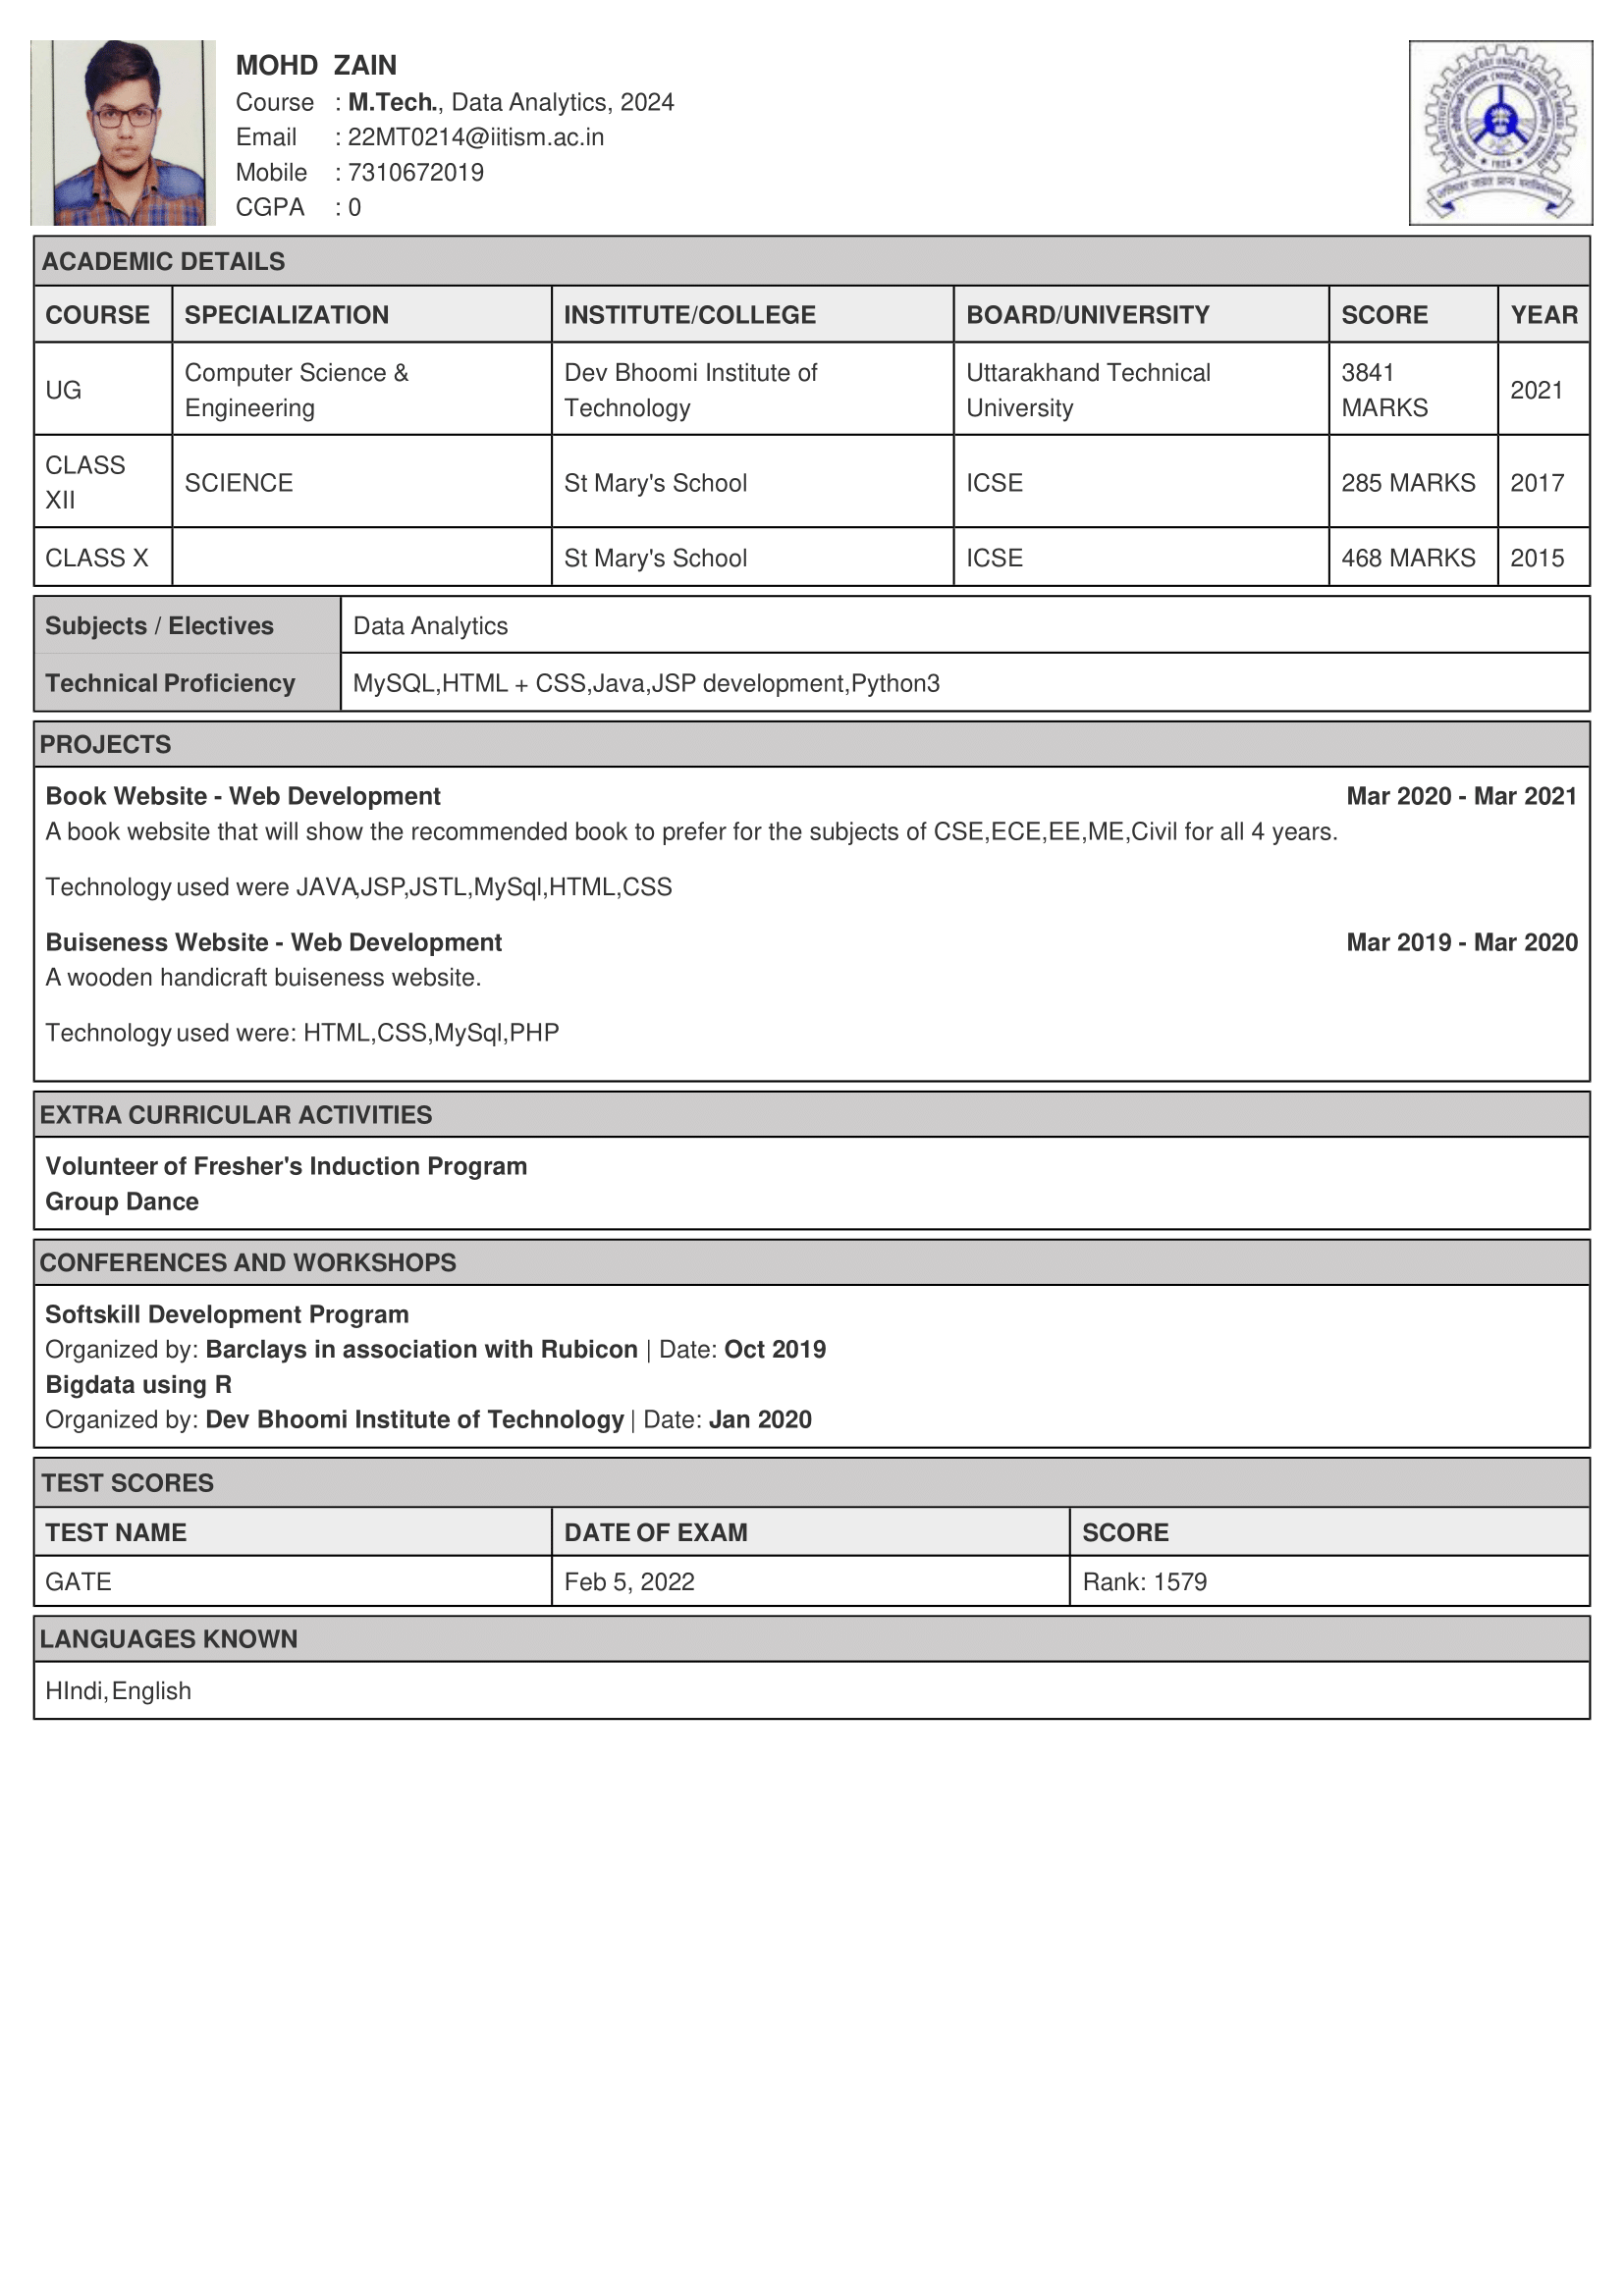 MOHD ZAIN
Course : M.Tech., Data Analytics, 2024
Email : 22MT0214@iitism.ac.in
Mobile : 7310672019
CGPA : 0
ACADEMIC DETAILS
COURSE SPECIALIZATION INSTITUTE/COLLEGE BOARD/UNIVERSITY SCORE YEAR
UG Computer Science & Engineering Dev Bhoomi Institute of Technology Uttarakhand Technical University 3841 MARKS 2021
CLASS XII SCIENCE St Mary's School ICSE 285 MARKS 2017
CLASS X St Mary's School ICSE 468 MARKS 2015
Subjects / Electives Data Analytics
Technical Proficiency MySQL,HTML + CSS,Java,JSP development,Python3
PROJECTS
Book Website - Web Development Mar 2020 - Mar 2021
A book website that will show the recommended book to prefer for the subjects of CSE,ECE,EE,ME,Civil for all 4 years.
Technology used were JAVA,JSP,JSTL,MySql,HTML,CSS
Buiseness Website - Web Development Mar 2019 - Mar 2020
A wooden handicraft buiseness website.
Technology used were: HTML,CSS,MySql,PHP
EXTRA CURRICULAR ACTIVITIES
Volunteer of Fresher's Induction Program
Group Dance
CONFERENCES AND WORKSHOPS
Softskill Development Program
Organized by: Barclays in association with Rubicon | Date: Oct 2019
Bigdata using R
Organized by: Dev Bhoomi Institute of Technology | Date: Jan 2020
TEST SCORES
TEST NAME DATE OF EXAM SCORE
GATE Feb 5, 2022 Rank: 1579
LANGUAGES KNOWN
HIndi,English